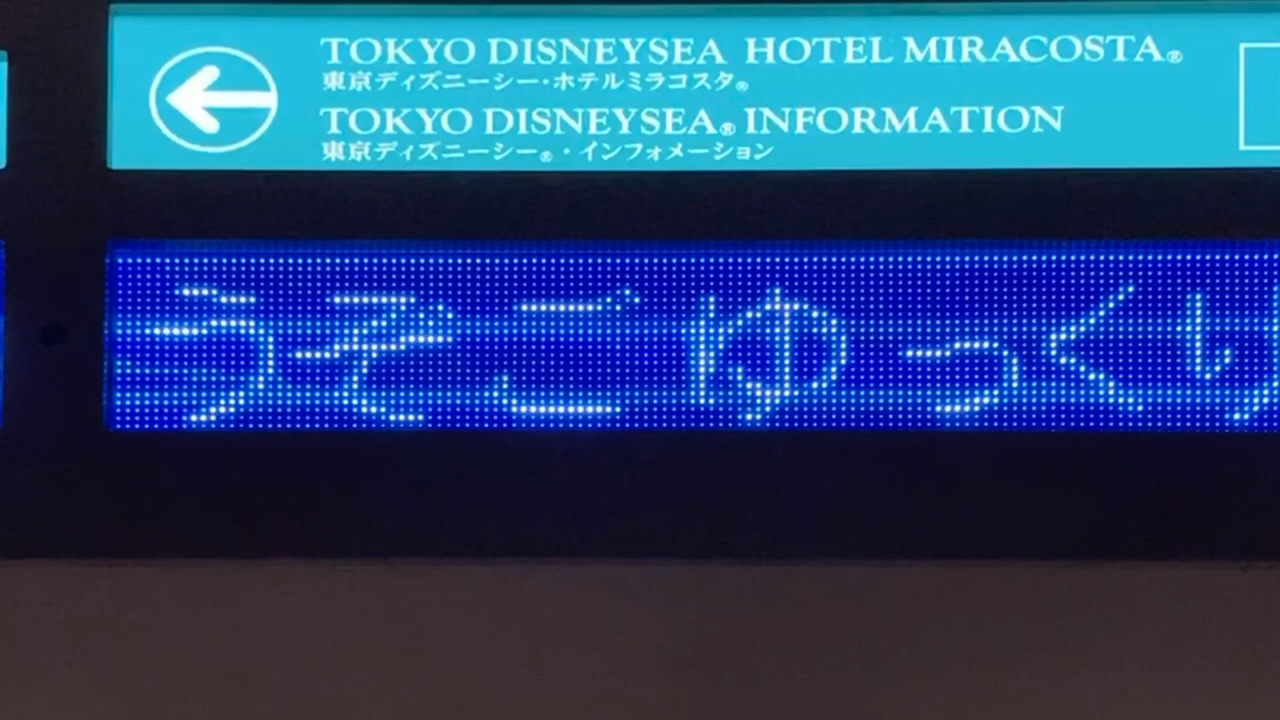 TOKYO DISNEYSEA HOTEL MIRACOSTA®
東京ディズニーシー・ホテルミラコスタ®
TOKYO DISNEYSEA® INFORMATION
東京ディズニーシー®・インフォメーション
うぞごゆっくり